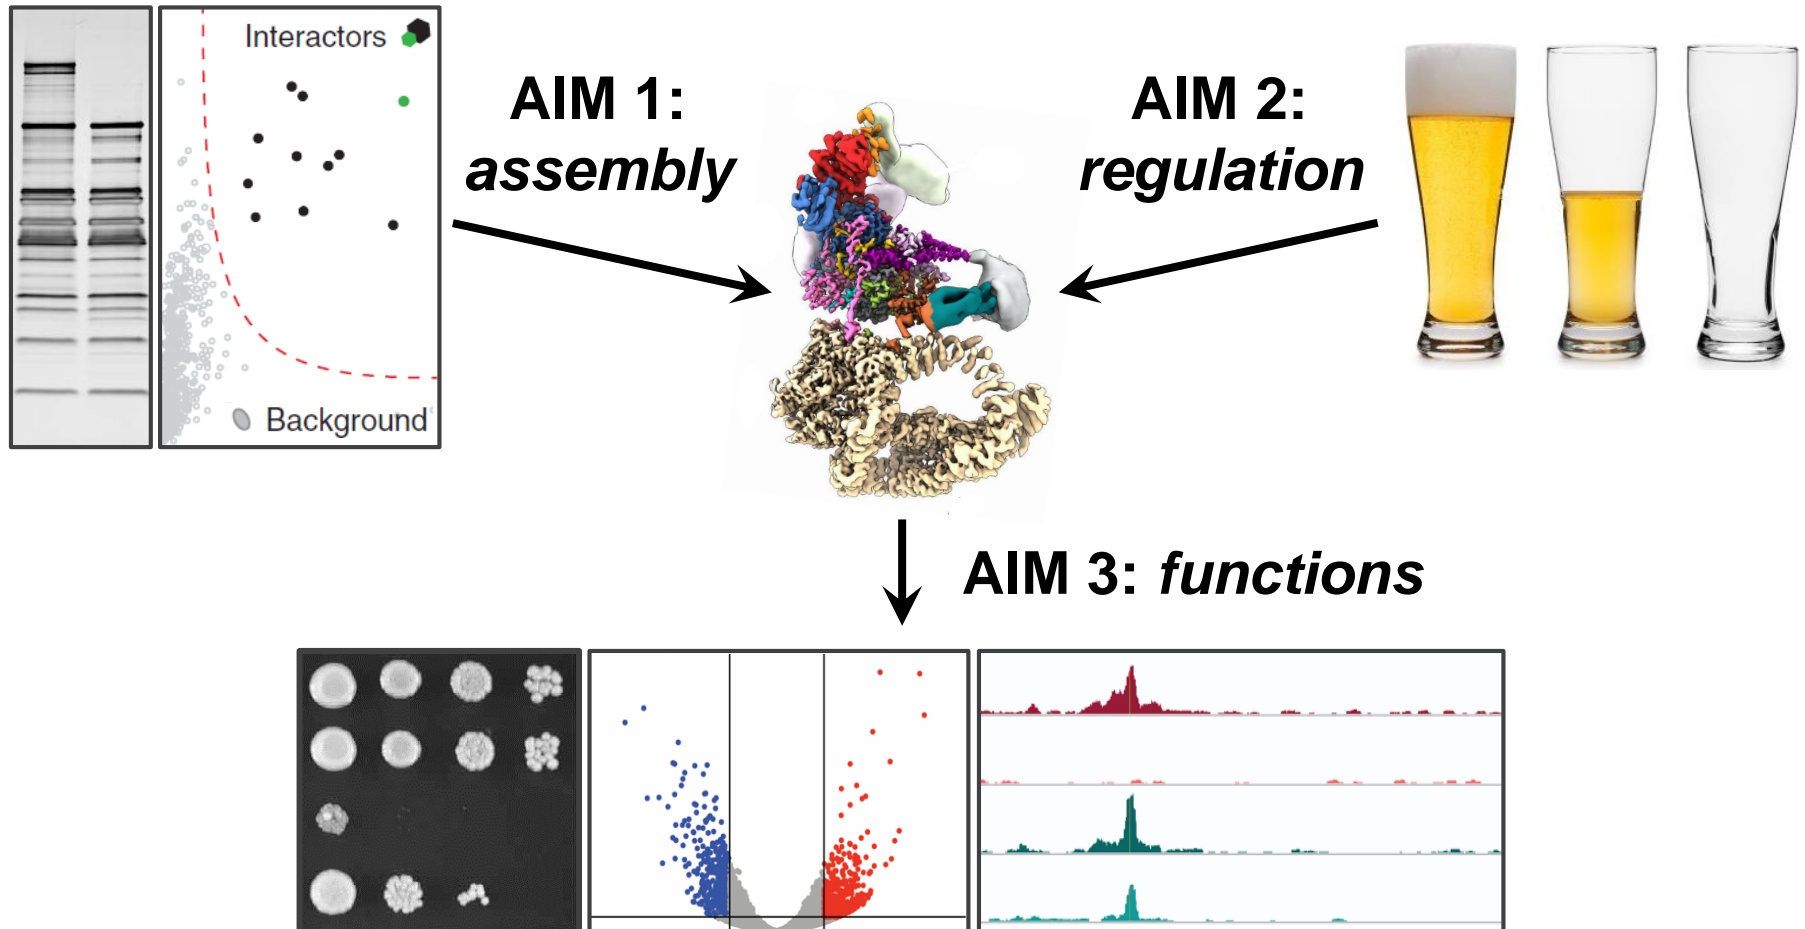 Interactors
Background
AIM 1:
assembly
AIM 2:
regulation
AIM 3: functions